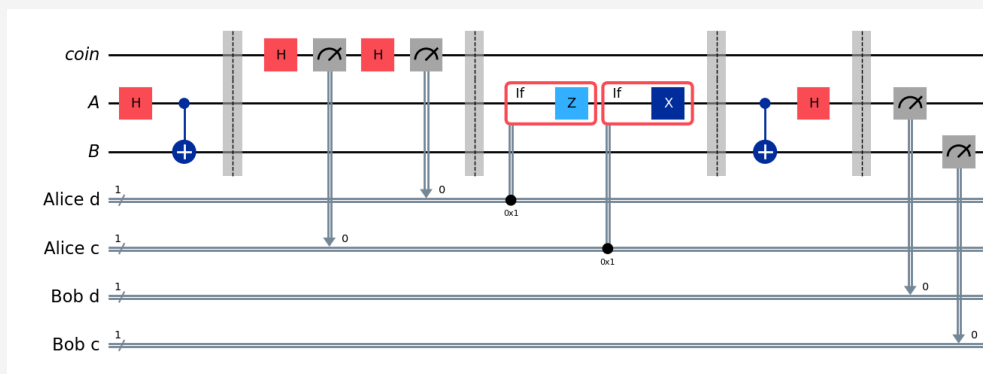 coin H H
A H If Z If X H
B
Alice d 1 0 0x1
Alice c 1 0 0x1
Bob d 1 0
Bob c 1 0